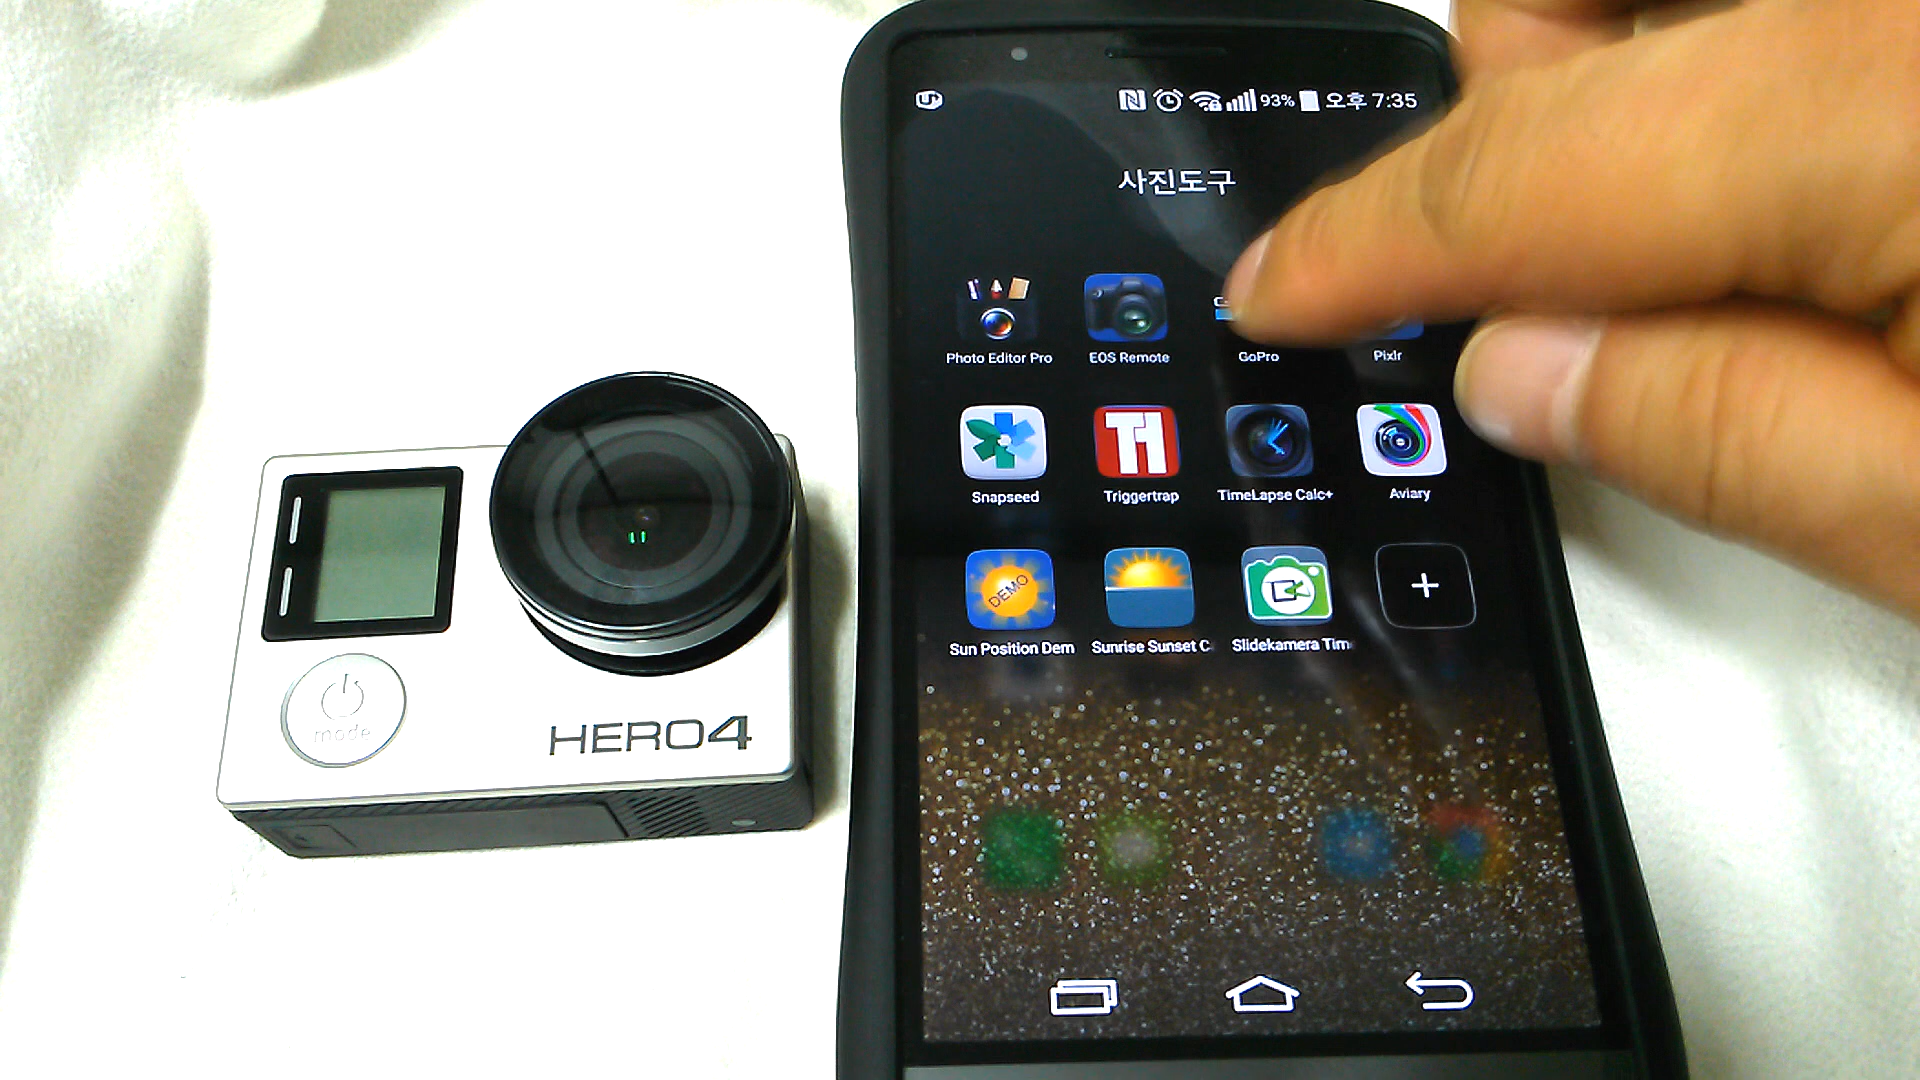 93% 오후 7:35
사진도구
Photo Editor Pro
EOS Remote
GoPro
Pixlr
Snapseed
Triggertrap
TimeLapse Calc+
Aviary
DEMO
Sun Position Dem
Sunrise Sunset C
Slidekamera Tim
mode
HERO4